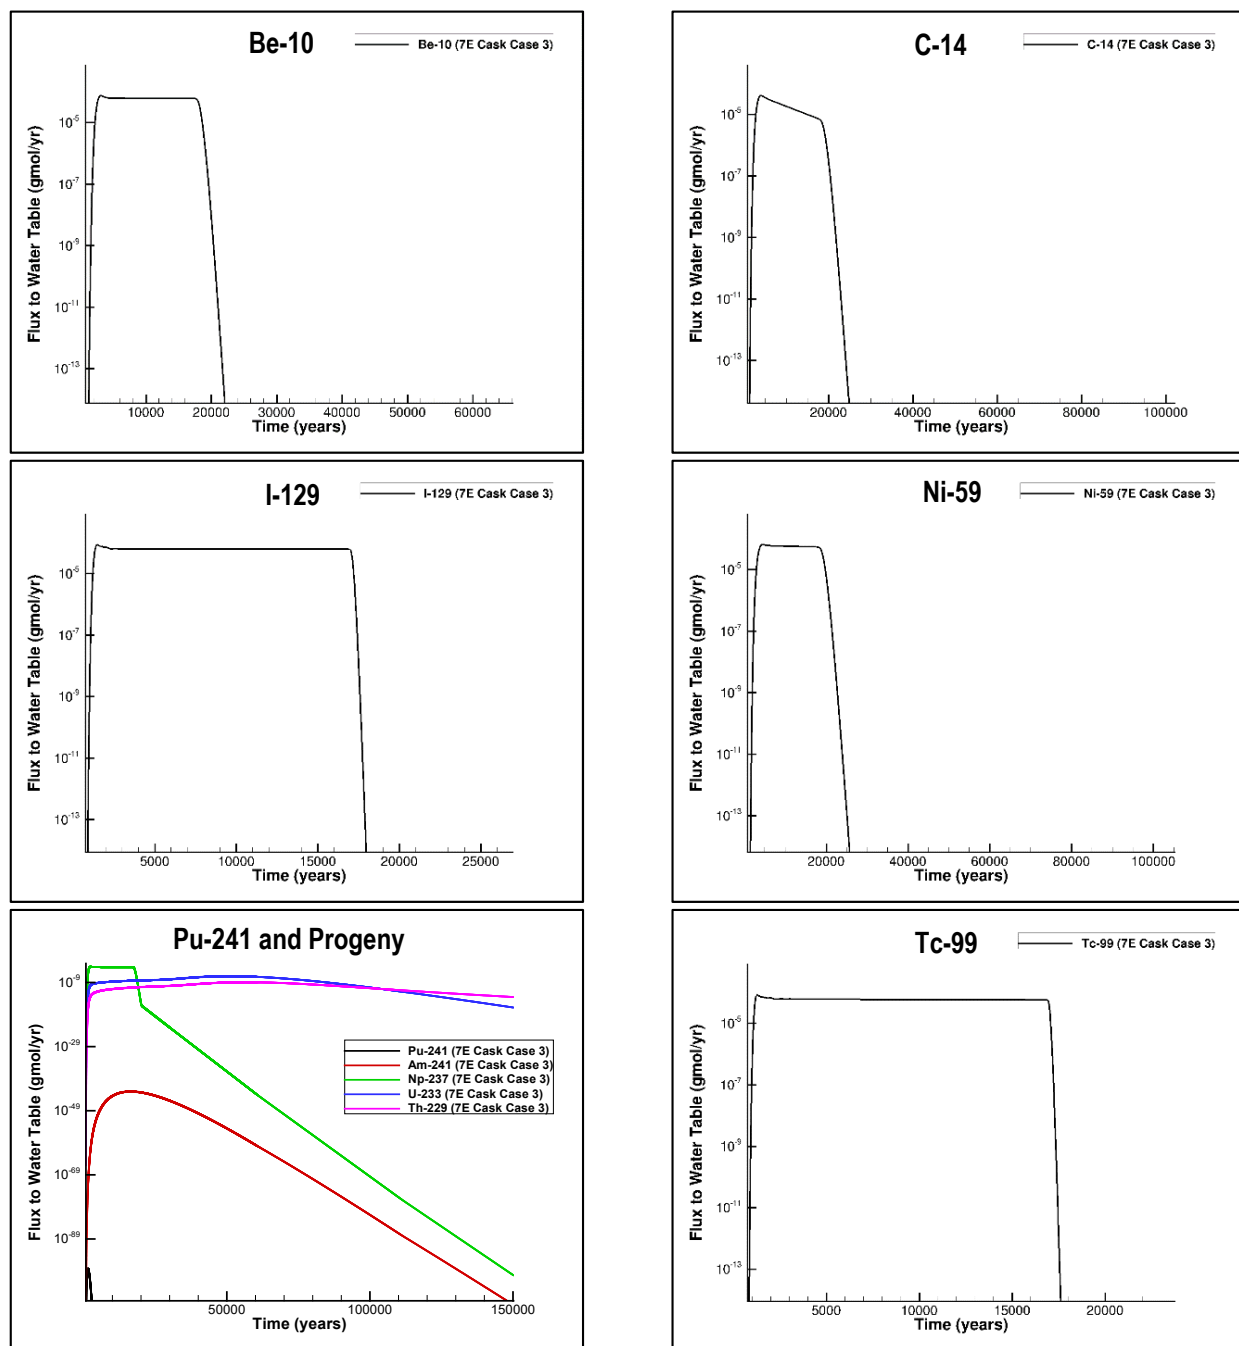 Be-10
Be-10 (7E Cask Case 3)
Flux to Water Table (gmol/yr)
10-5
10-7
10-9
10-11
10-13
10000 20000 30000 40000 50000 60000
Time (years)
C-14
C-14 (7E Cask Case 3)
Flux to Water Table (gmol/yr)
10-5
10-7
10-9
10-11
10-13
20000 40000 60000 80000 100000
Time (years)
I-129
I-129 (7E Cask Case 3)
Flux to Water Table (gmol/yr)
10-5
10-7
10-9
10-11
10-13
5000 10000 15000 20000 25000
Time (years)
Ni-59
Ni-59 (7E Cask Case 3)
Flux to Water Table (gmol/yr)
10-5
10-7
10-9
10-11
10-13
20000 40000 60000 80000 100000
Time (years)
Pu-241 and Progeny
Flux to Water Table (gmol/yr)
10-9
10-29
10-49
10-69
10-89
Pu-241 (7E Cask Case 3)
Am-241 (7E Cask Case 3)
Np-237 (7E Cask Case 3)
U-233 (7E Cask Case 3)
Th-229 (7E Cask Case 3)
50000 100000 150000
Time (years)
Tc-99
Tc-99 (7E Cask Case 3)
Flux to Water Table (gmol/yr)
10-5
10-7
10-9
10-11
10-13
5000 10000 15000 20000
Time (years)